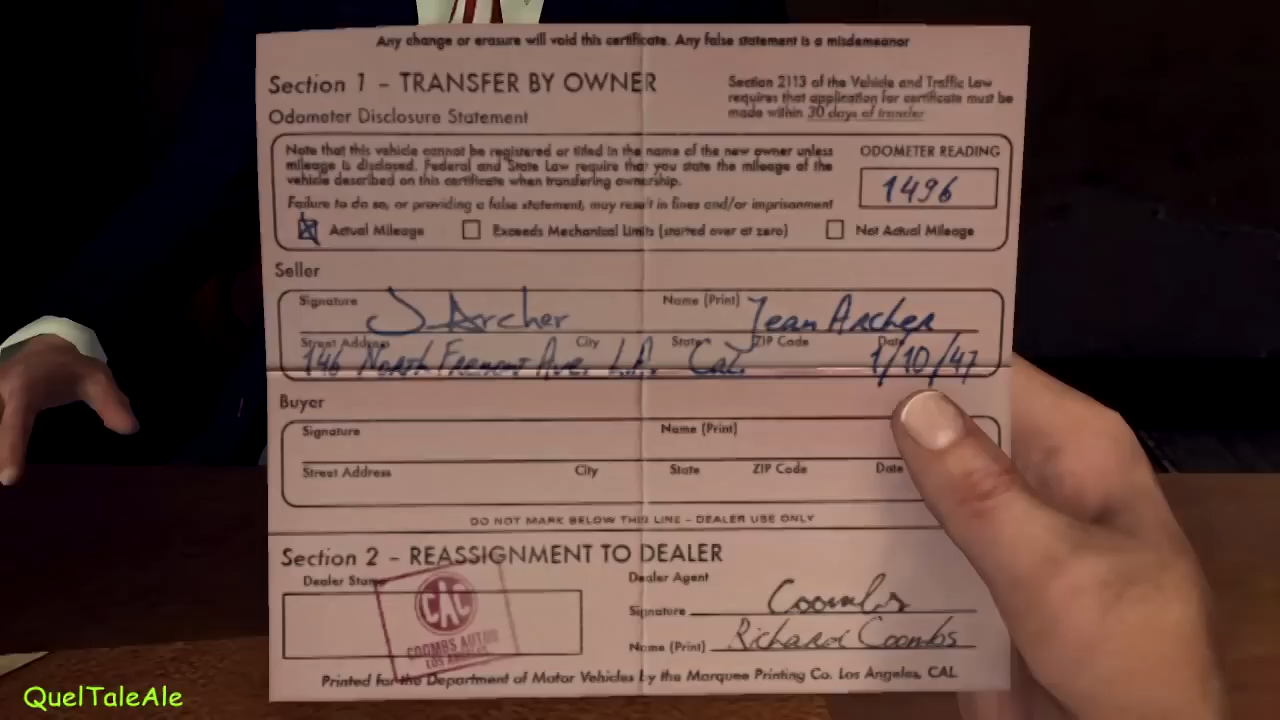 Any change or erasure will void this certificate. Any false statement is a misdemeanor
Section 1 - TRANSFER BY OWNER
Section 2113 of the Vehicle and Traffic Law
requires that application for certificate must be
made within 30 days of transfer
Odometer Disclosure Statement
Note that this vehicle cannot be registered or titled in the name of the new owner unless
mileage is disclosed. Federal and State Law require that you state the mileage of the
vehicle described on this certificate when transferring ownership.
Failure to do so, or providing a false statement, may result in fines and/or imprisonment
ODOMETER READING
1496
Actual Mileage Exceeds Mechanical Limits (started over at zero) Not Actual Mileage
Seller
Signature J Archer Name (Print) Jean Archer
Street Address City State ZIP Code Date
146 North Fremont Ave. L.A. Cal. 1/10/47
Buyer
Signature Name (Print)
Street Address City State ZIP Code Date
DO NOT MARK BELOW THIS LINE - DEALER USE ONLY
Section 2 - REASSIGNMENT TO DEALER
Dealer Stamp
CAC
COOMBS AUTO
LOS ANGELES
Dealer Agent
Signature Coombs
Name (Print) Richard Coombs
Printed for the Department of Motor Vehicles by the Marquee Printing Co. Los Angeles, CAL
QuelTaleAle